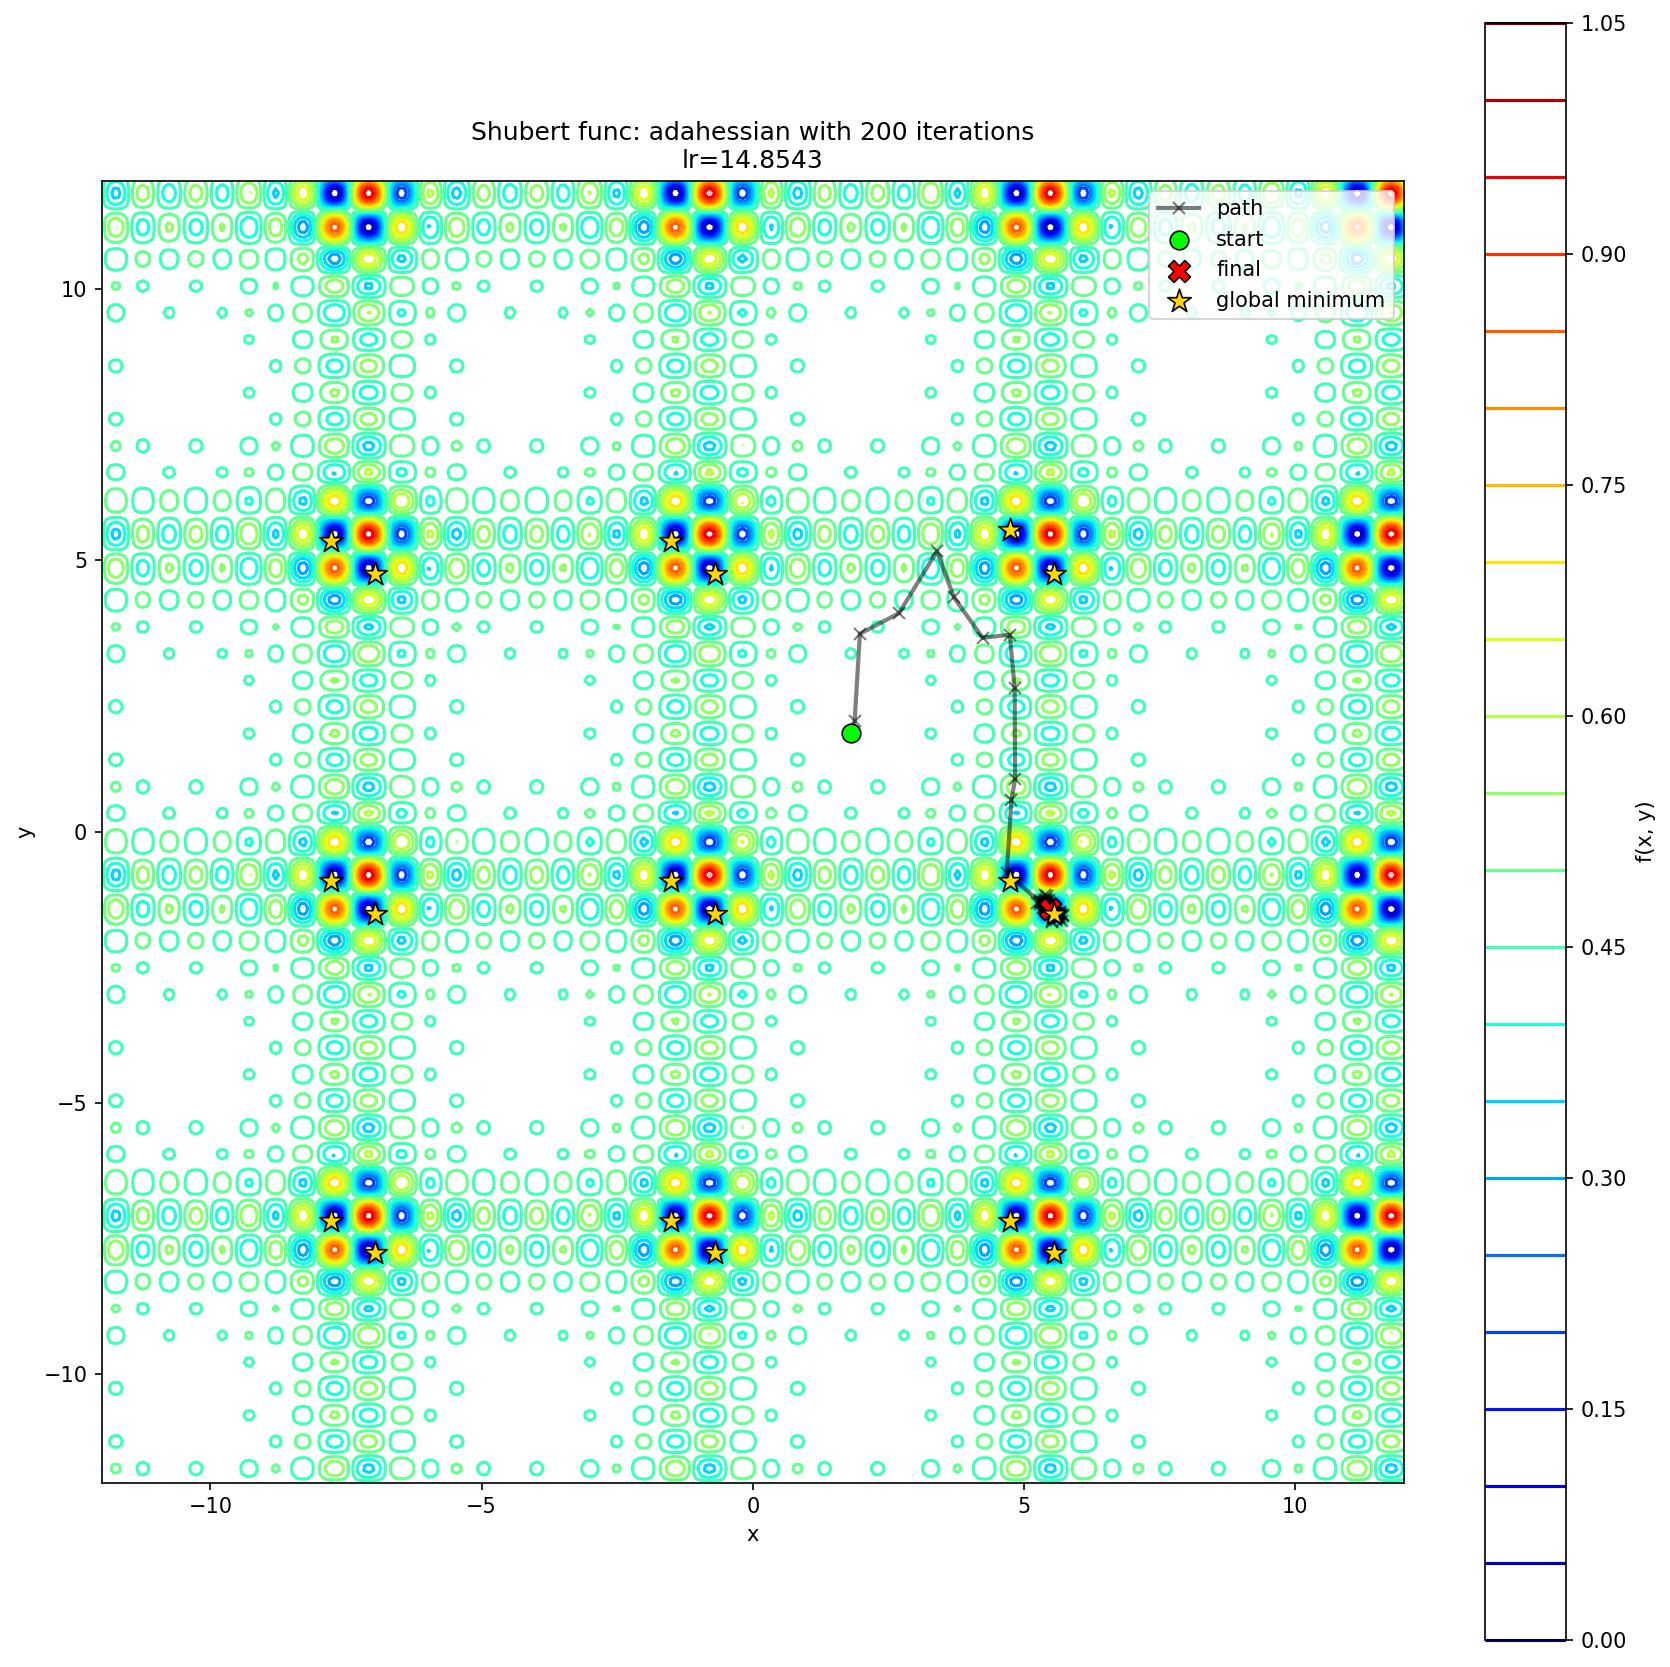 Shubert func: adahessian with 200 iterations
lr=14.8543
path
start
final
global minimum
10
5
0
−5
−10
y
−10
−5
0
5
10
x
1.05
0.90
0.75
0.60
0.45
0.30
0.15
0.00
f(x, y)